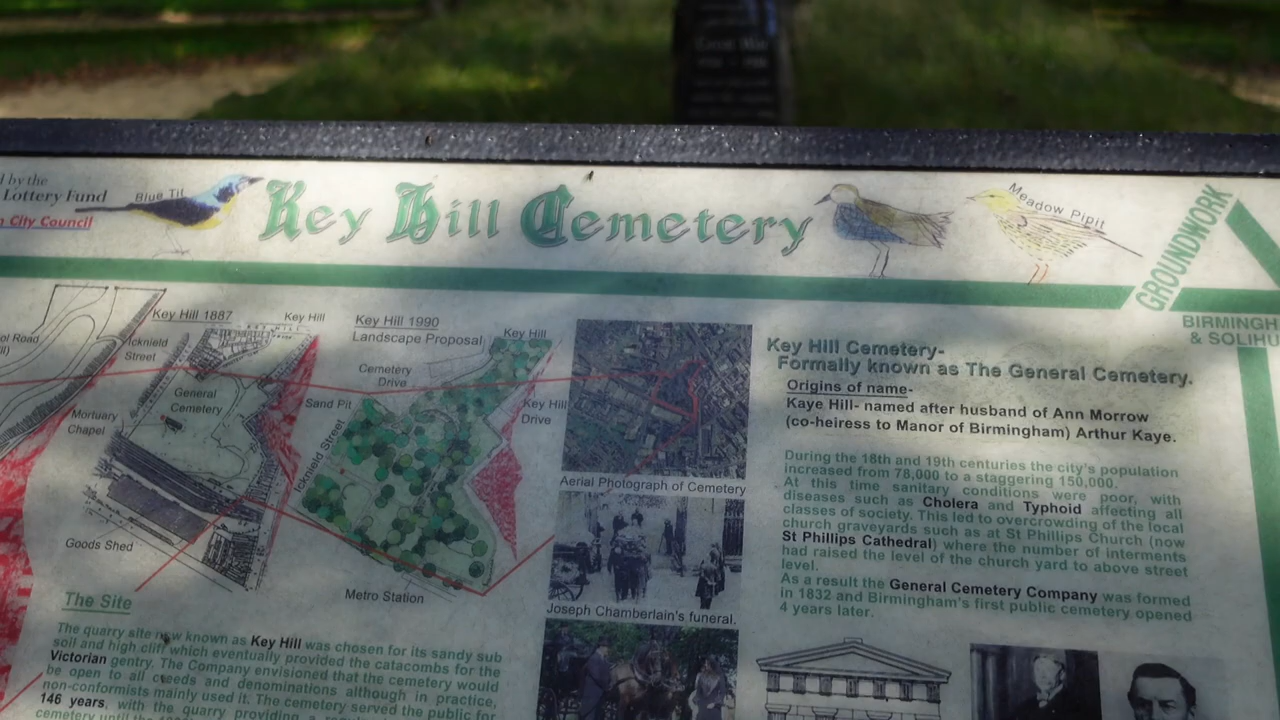 d by the
Lottery Fund
n City Council
Blue Tit
Key Hill Cemetery
Meadow Pipit
GROUNDWORK
BIRMINGH
& SOLIHU
ol Road
Key Hill 1887
Key Hill
Icknield
Street
General
Cemetery
Mortuary
Chapel
Goods Shed
Key Hill 1990
Landscape Proposal
Key Hill
Cemetery
Drive
Sand Pit
Key Hill
Drive
Icknield Street
Metro Station
Aerial Photograph of Cemetery
Joseph Chamberlain's funeral.
Key Hill Cemetery-
Formally known as The General Cemetery.
Origins of name-
Kaye Hill- named after husband of Ann Morrow
(co-heiress to Manor of Birmingham) Arthur Kaye.
During the 18th and 19th centuries the city's population
increased from 78,000 to a staggering 150,000.
At this time sanitary conditions were poor, with
diseases such as Cholera and Typhoid affecting all
classes of society. This led to overcrowding of the local
church graveyards such as at St Phillips Church (now
St Phillips Cathedral) where the number of interments
had raised the level of the church yard to above street
level.
As a result the General Cemetery Company was formed
in 1832 and Birmingham's first public cemetery opened
4 years later.
The Site
The quarry site now known as Key Hill was chosen for its sandy sub
soil and high cliff which eventually provided the catacombs for the
Victorian gentry. The Company envisioned that the cemetery would
be open to all creeds and denominations although in practice,
non-conformists mainly used it. The cemetery served the public for
146 years, with the quarry providing a
cemetery until the